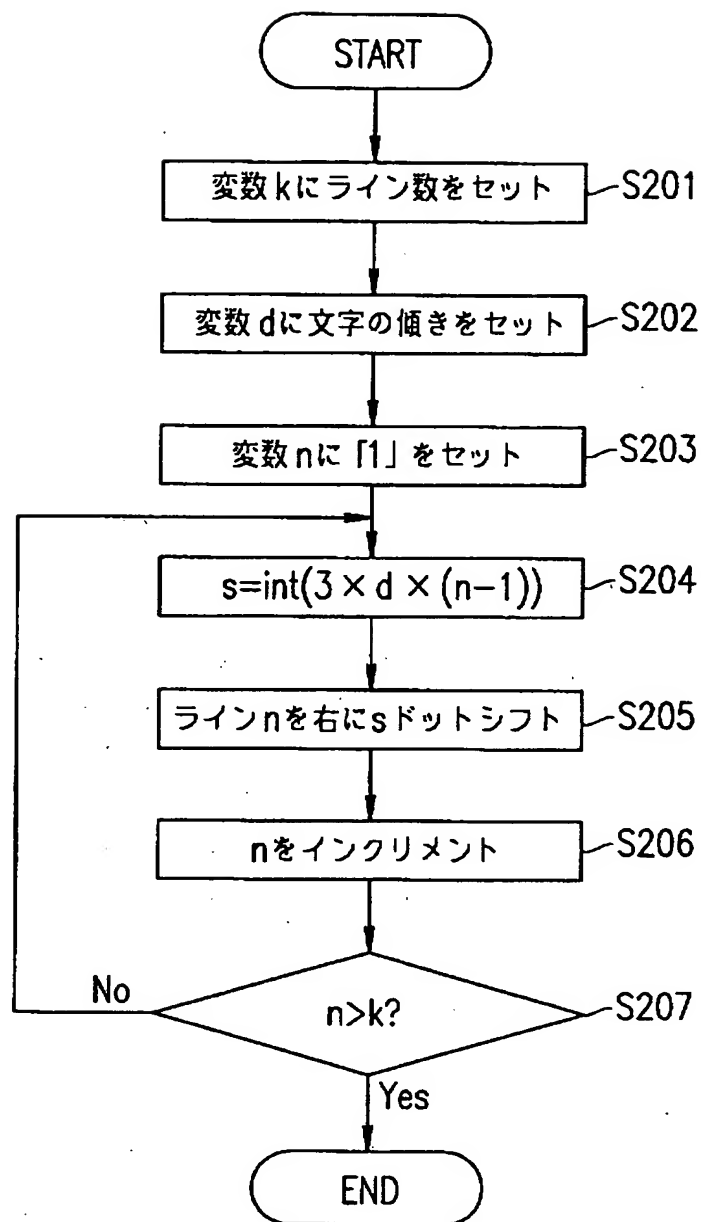 START
変数kにライン数をセット S201
変数dに文字の傾きをセット S202
変数nに「1」をセット S203
s=int(3×d×(n-1)) S204
ラインnを右にsドットシフト S205
nをインクリメント S206
n>k? S207
No
Yes
END